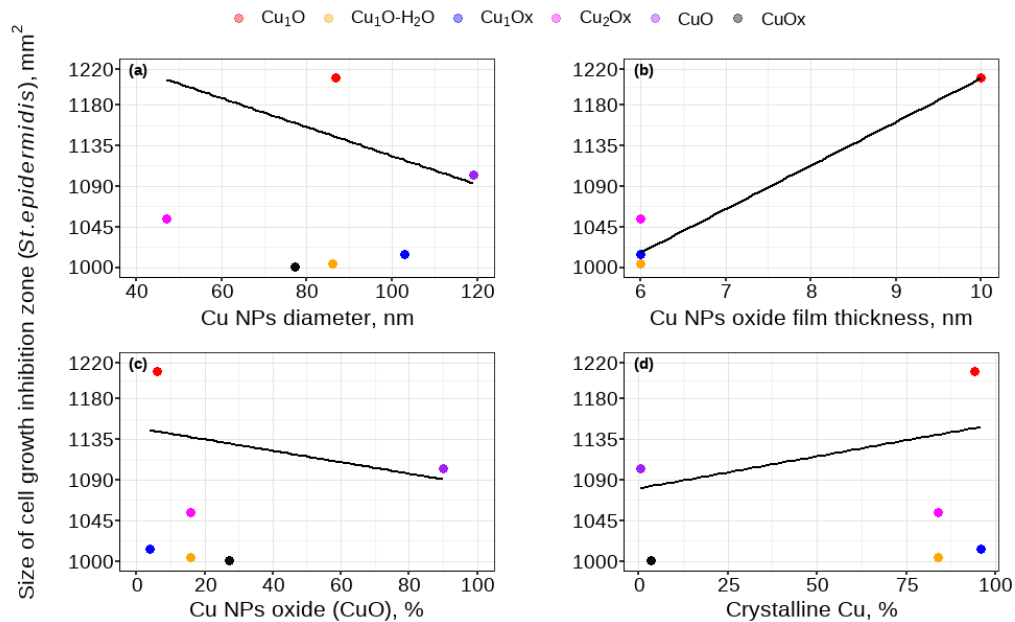 Cu₁O Cu₁O-H₂O Cu₁Ox Cu₂Ox CuO CuOx
Size of cell growth inhibition zone (St.epidermidis), mm²
(a)
1220
1180
1135
1090
1045
1000
40 60 80 100 120
Cu NPs diameter, nm
(b)
1220
1180
1135
1090
1045
1000
6 7 8 9 10
Cu NPs oxide film thickness, nm
(c)
1220
1180
1135
1090
1045
1000
0 20 40 60 80 100
Cu NPs oxide (CuO), %
(d)
1220
1180
1135
1090
1045
1000
0 25 50 75 100
Crystalline Cu, %